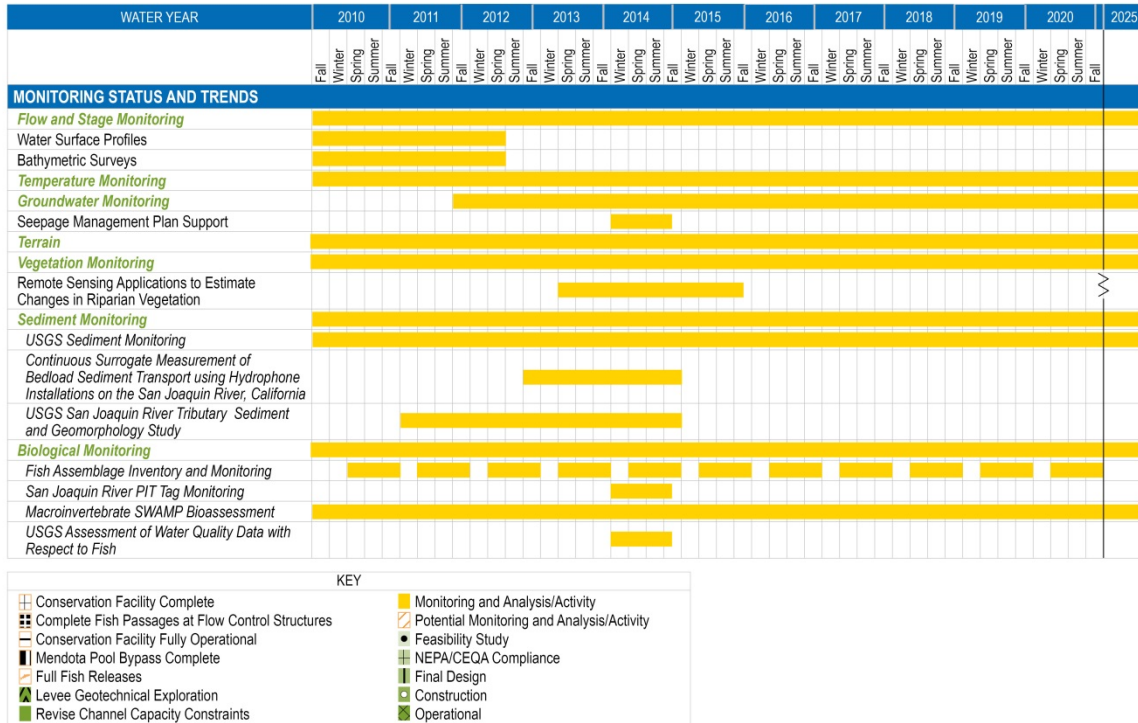 WATER YEAR 2010 2011 2012 2013 2014 2015 2016 2017 2018 2019 2020 2025
Fall Winter Spring Summer Fall Winter Spring Summer Fall Winter Spring Summer Fall Winter Spring Summer Fall Winter Spring Summer Fall Winter Spring Summer Fall Winter Spring Summer Fall Winter Spring Summer Fall Winter Spring Summer Fall Winter Spring Summer Fall Winter Spring Summer Fall
MONITORING STATUS AND TRENDS
Flow and Stage Monitoring
Water Surface Profiles
Bathymetric Surveys
Temperature Monitoring
Groundwater Monitoring
Seepage Management Plan Support
Terrain
Vegetation Monitoring
Remote Sensing Applications to Estimate
Changes in Riparian Vegetation
Sediment Monitoring
USGS Sediment Monitoring
Continuous Surrogate Measurement of
Bedload Sediment Transport using Hydrophone
Installations on the San Joaquin River, California
USGS San Joaquin River Tributary Sediment
and Geomorphology Study
Biological Monitoring
Fish Assemblage Inventory and Monitoring
San Joaquin River PIT Tag Monitoring
Macroinvertebrate SWAMP Bioassessment
USGS Assessment of Water Quality Data with
Respect to Fish
KEY
Conservation Facility Complete
Complete Fish Passages at Flow Control Structures
Conservation Facility Fully Operational
Mendota Pool Bypass Complete
Full Fish Releases
Levee Geotechnical Exploration
Revise Channel Capacity Constraints
Monitoring and Analysis/Activity
Potential Monitoring and Analysis/Activity
Feasibility Study
NEPA/CEQA Compliance
Final Design
Construction
Operational